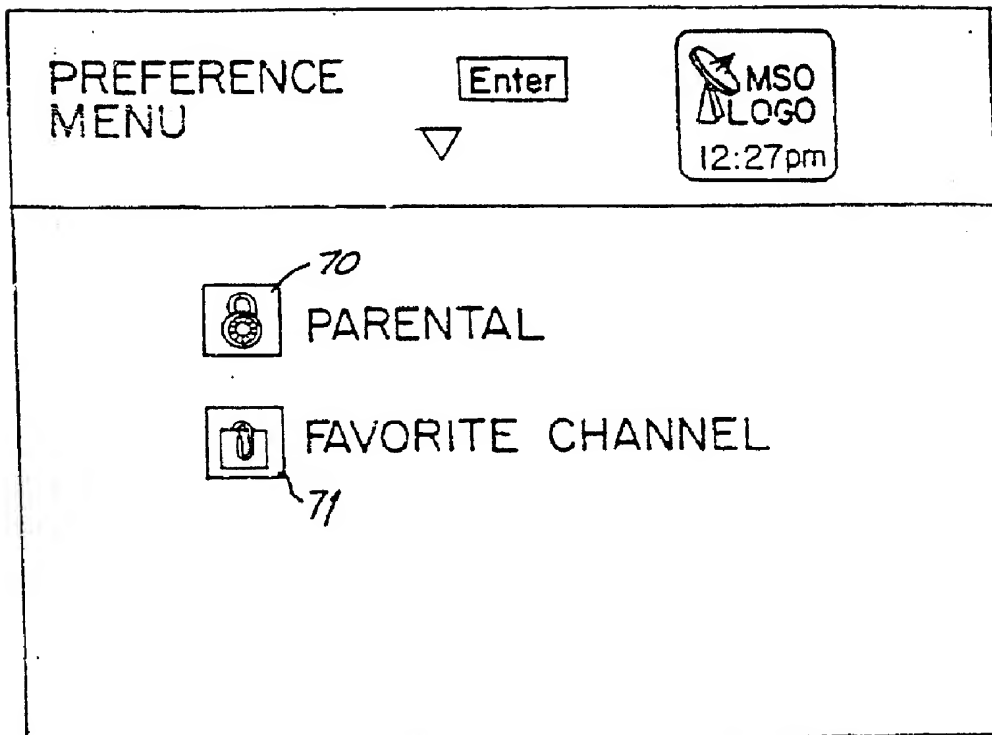 PREFERENCE
MENU
Enter
MSO
LOGO
12:27pm
70
PARENTAL
FAVORITE CHANNEL
71